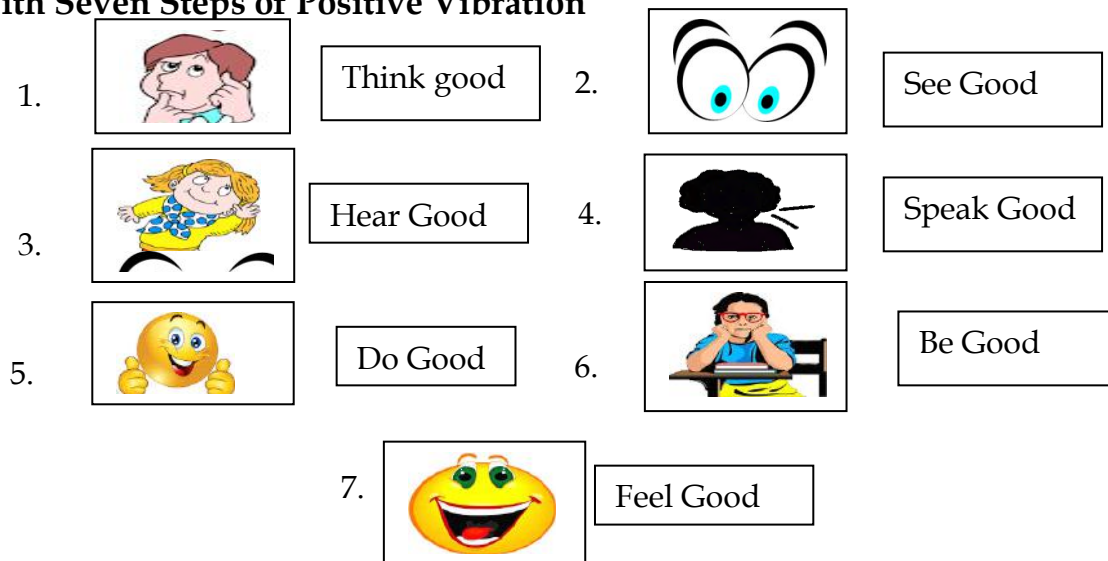 ith Seven Steps of Positive Vibration
1.
Think good
2.
See Good
3.
Hear Good
4.
Speak Good
5.
Do Good
6.
Be Good
7.
Feel Good